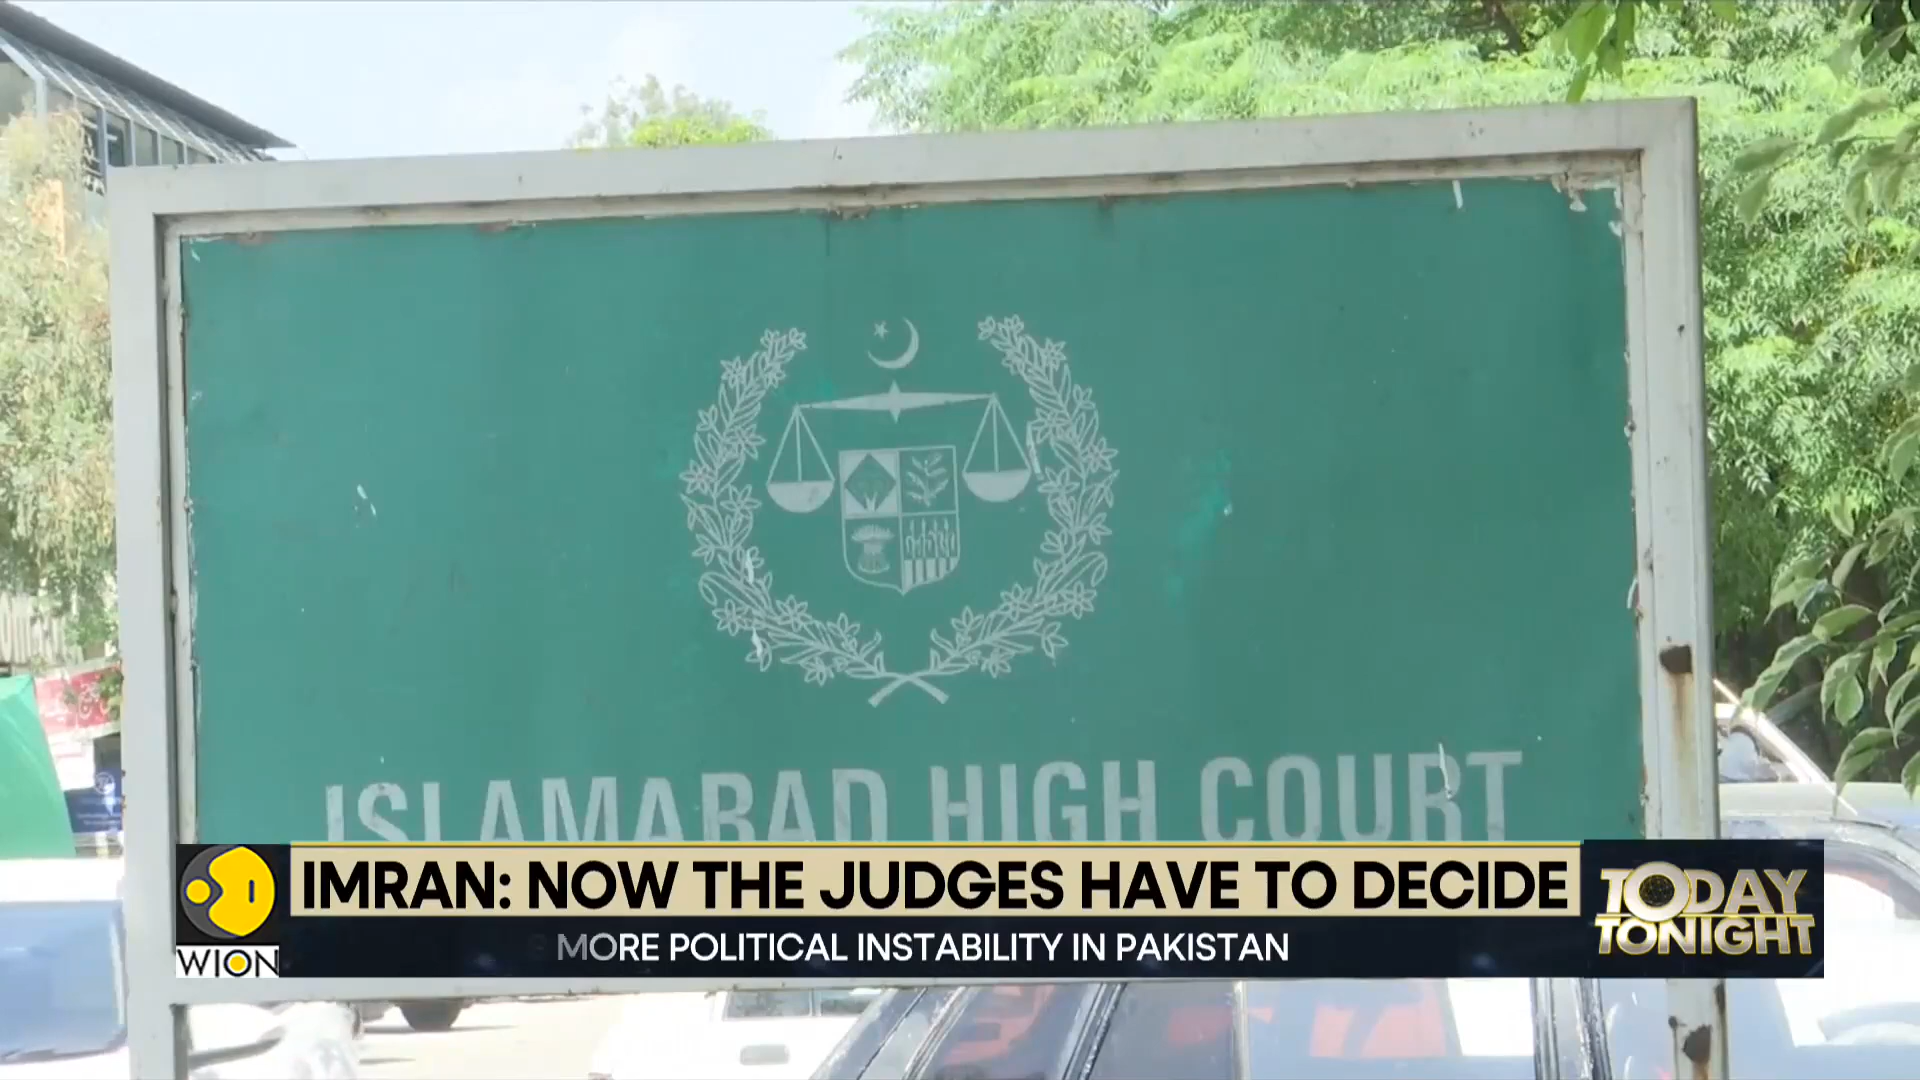 ISLAMABAD HIGH COURT
IMRAN: NOW THE JUDGES HAVE TO DECIDE
MORE POLITICAL INSTABILITY IN PAKISTAN
WION
TODAY
TONIGHT